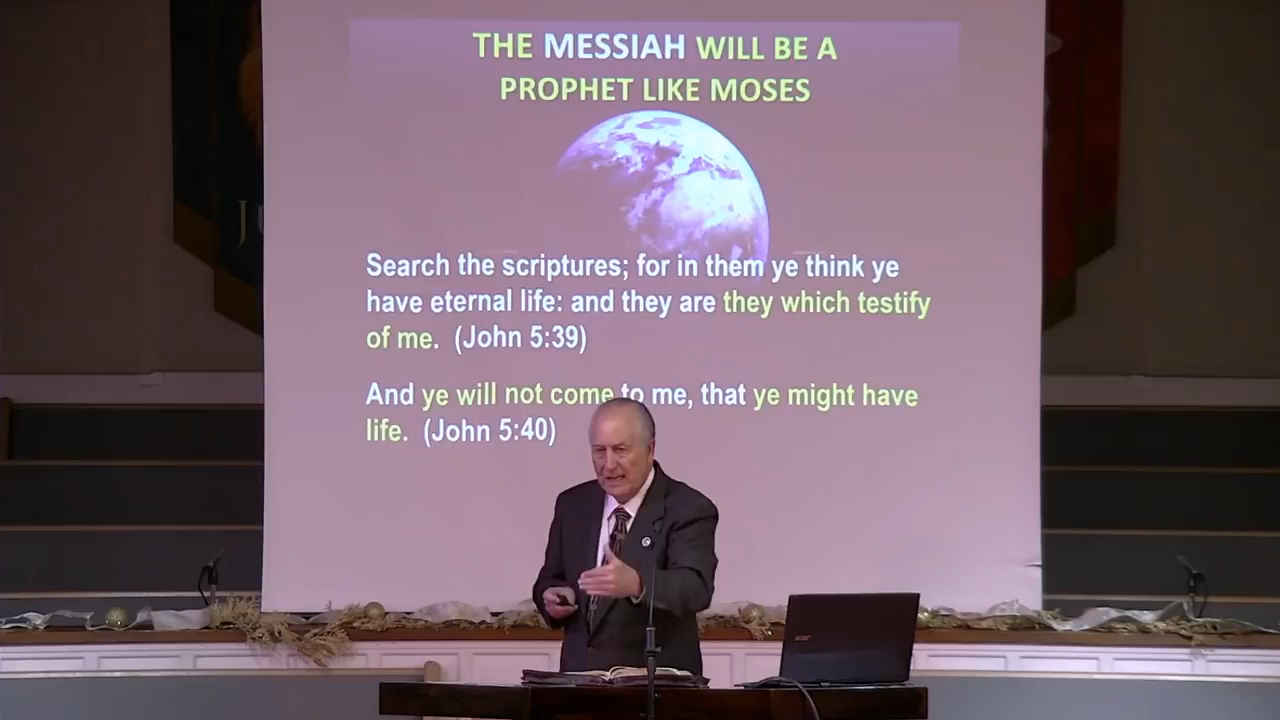 THE MESSIAH WILL BE A
PROPHET LIKE MOSES
Search the scriptures; for in them ye think ye
have eternal life: and they are they which testify
of me. (John 5:39)
And ye will not come to me, that ye might have
life. (John 5:40)